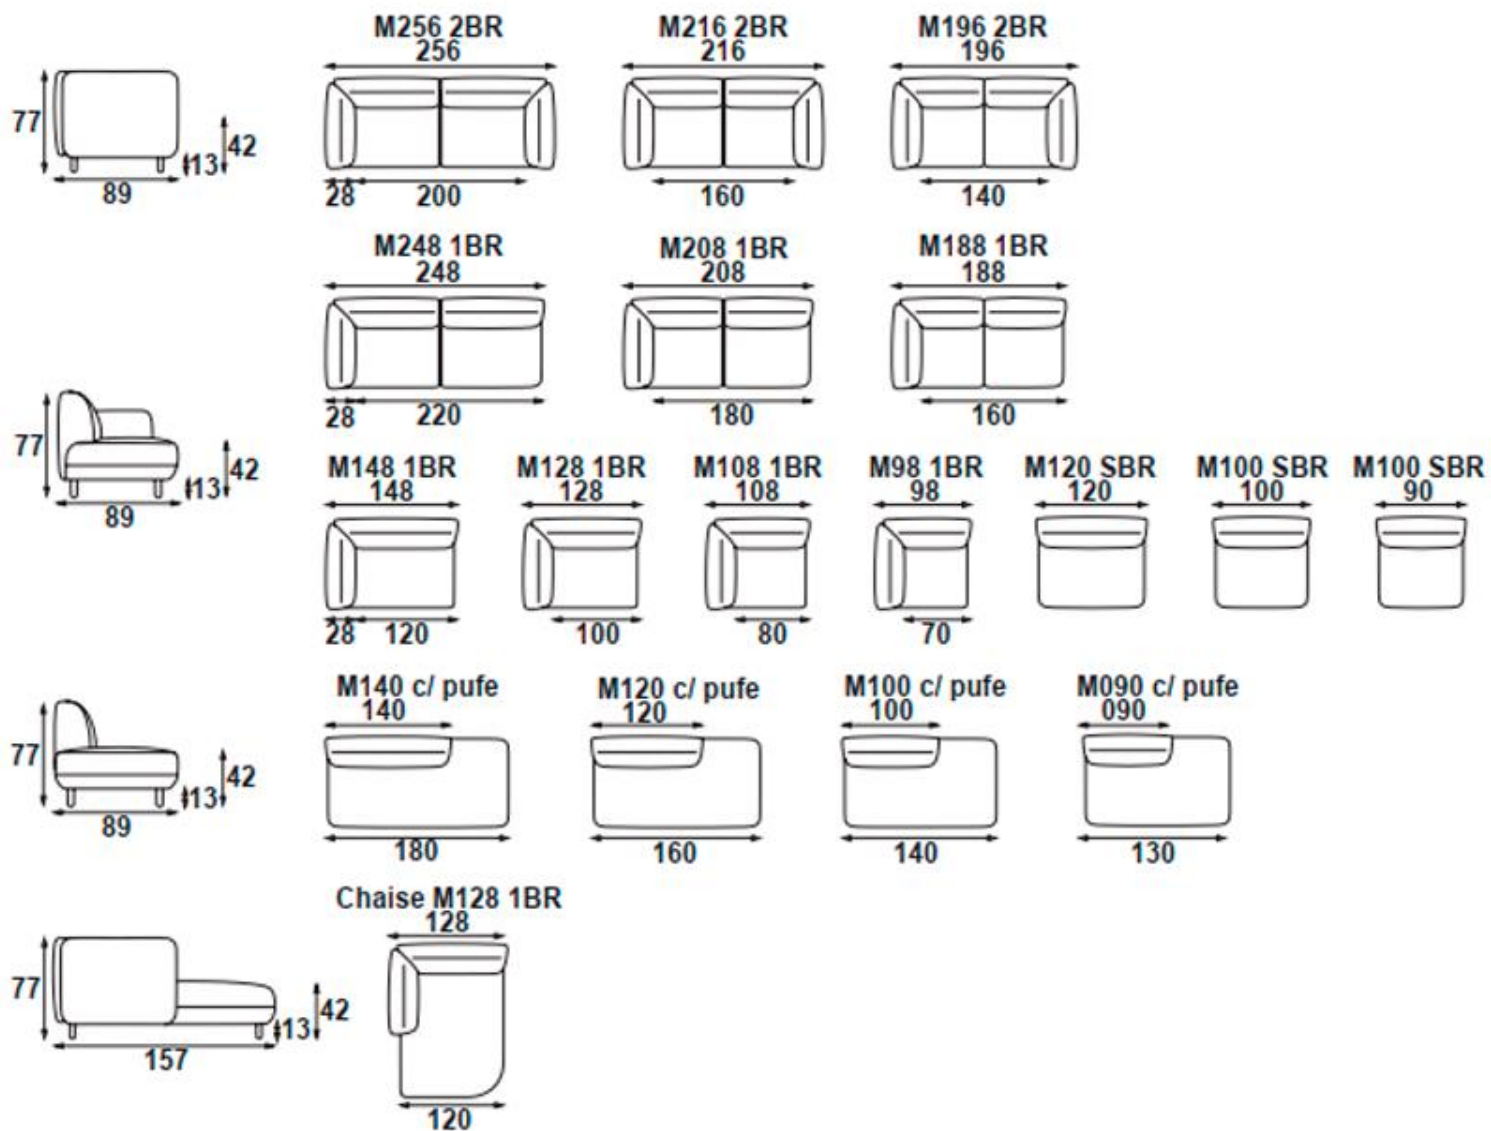 M256 2BR
256
M216 2BR
216
M196 2BR
196
77
13
42
89
28
200
160
140
M248 1BR
248
M208 1BR
208
M188 1BR
188
28
220
180
160
77
13
42
89
M148 1BR
148
M128 1BR
128
M108 1BR
108
M98 1BR
98
M120 SBR
120
M100 SBR
100
M100 SBR
90
28
120
100
80
70
M140 c/ pufe
140
M120 c/ pufe
120
M100 c/ pufe
100
M090 c/ pufe
090
77
13
42
89
180
160
140
130
Chaise M128 1BR
128
77
13
42
157
120